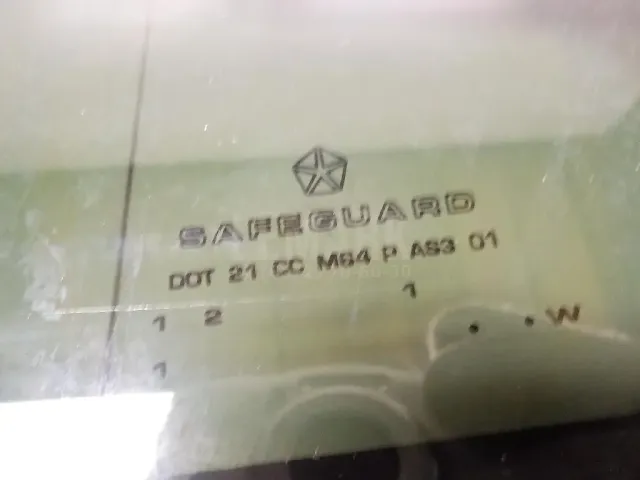 SAFEGUARD
DOT 21 CC M64 P AS3 01
1 2 1 . . W
1